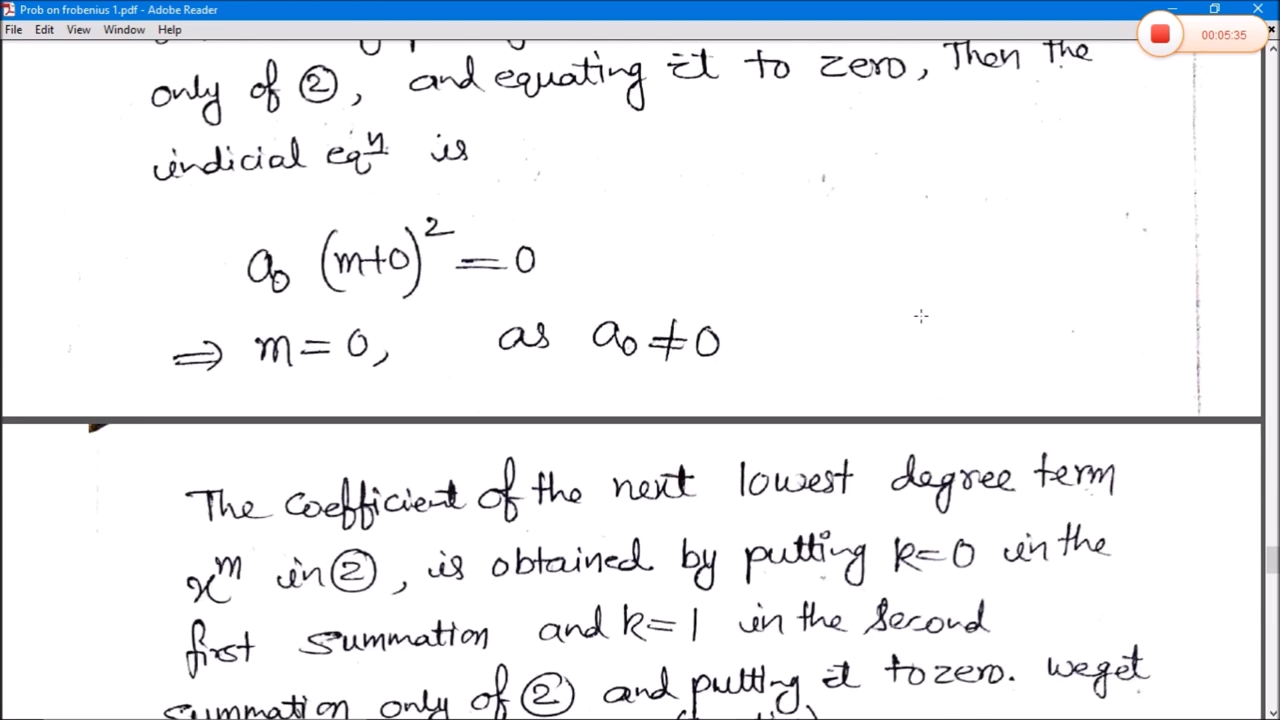 Prob on frobenius 1.pdf - Adobe Reader
File Edit View Window Help
00:05:35
only of ②, and equating it to zero, Then the
indicial eqⁿ is
a₀ (m+0)² = 0
⇒ m = 0, as a₀ ≠ 0
The coefficient of the next lowest degree term
xᵐ in ②, is obtained by putting k=0 in the
first summation and k=1 in the second
summation only of ② and putting it to zero. we get